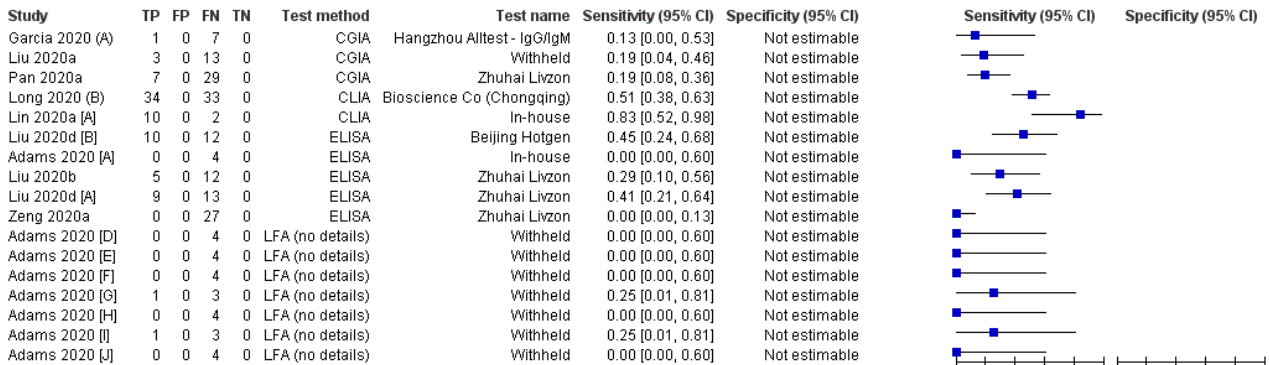 Study TP FP FN TN Test method Test name Sensitivity (95% CI) Specificity (95% CI) Sensitivity (95% CI) Specificity (95% CI)
Garcia 2020 (A) 1 0 7 0 CGIA Hangzhou Alltest - IgG/IgM 0.13 [0.00, 0.53] Not estimable
Liu 2020a 3 0 13 0 CGIA Withheld 0.19 [0.04, 0.46] Not estimable
Pan 2020a 7 0 29 0 CGIA Zhuhai Livzon 0.19 [0.08, 0.36] Not estimable
Long 2020 (B) 34 0 33 0 CLIA Bioscience Co (Chongqing) 0.51 [0.38, 0.63] Not estimable
Lin 2020a [A] 10 0 2 0 CLIA In-house 0.83 [0.52, 0.98] Not estimable
Liu 2020d [B] 10 0 12 0 ELISA Beijing Hotgen 0.45 [0.24, 0.68] Not estimable
Adams 2020 [A] 0 0 4 0 ELISA In-house 0.00 [0.00, 0.60] Not estimable
Liu 2020b 5 0 12 0 ELISA Zhuhai Livzon 0.29 [0.10, 0.56] Not estimable
Liu 2020d [A] 9 0 13 0 ELISA Zhuhai Livzon 0.41 [0.21, 0.64] Not estimable
Zeng 2020a 0 0 27 0 ELISA Zhuhai Livzon 0.00 [0.00, 0.13] Not estimable
Adams 2020 [D] 0 0 4 0 LFA (no details) Withheld 0.00 [0.00, 0.60] Not estimable
Adams 2020 [E] 0 0 4 0 LFA (no details) Withheld 0.00 [0.00, 0.60] Not estimable
Adams 2020 [F] 0 0 4 0 LFA (no details) Withheld 0.00 [0.00, 0.60] Not estimable
Adams 2020 [G] 1 0 3 0 LFA (no details) Withheld 0.25 [0.01, 0.81] Not estimable
Adams 2020 [H] 0 0 4 0 LFA (no details) Withheld 0.00 [0.00, 0.60] Not estimable
Adams 2020 [I] 1 0 3 0 LFA (no details) Withheld 0.25 [0.01, 0.81] Not estimable
Adams 2020 [J] 0 0 4 0 LFA (no details) Withheld 0.00 [0.00, 0.60] Not estimable